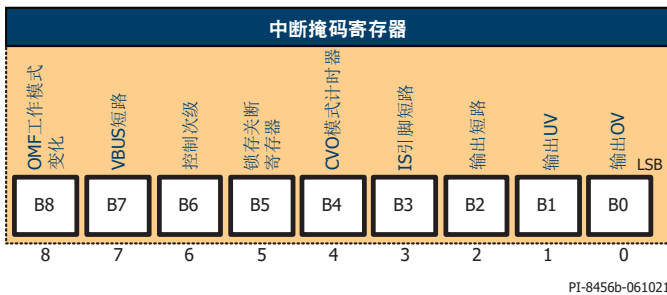 中断掩码寄存器
OMF工作模式
变化
VBUS短路
控制次级
锁存关断
寄存器
CVO模式计时器
IS引脚短路
输出短路
输出UV
输出OV
LSB
B8 B7 B6 B5 B4 B3 B2 B1 B0
8 7 6 5 4 3 2 1 0
PI-8456b-061021